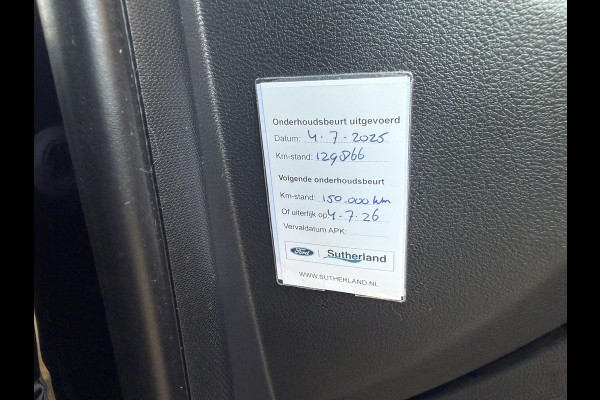 Onderhoudsbeurt uitgevoerd
Datum: 4-7-2025
Km-stand: 129866
Volgende onderhoudsbeurt
Km-stand: 150.000 km
Of uiterlijk op 4-7-26
Vervaldatum APK:
Ford Sutherland
WWW.SUTHERLAND.NL